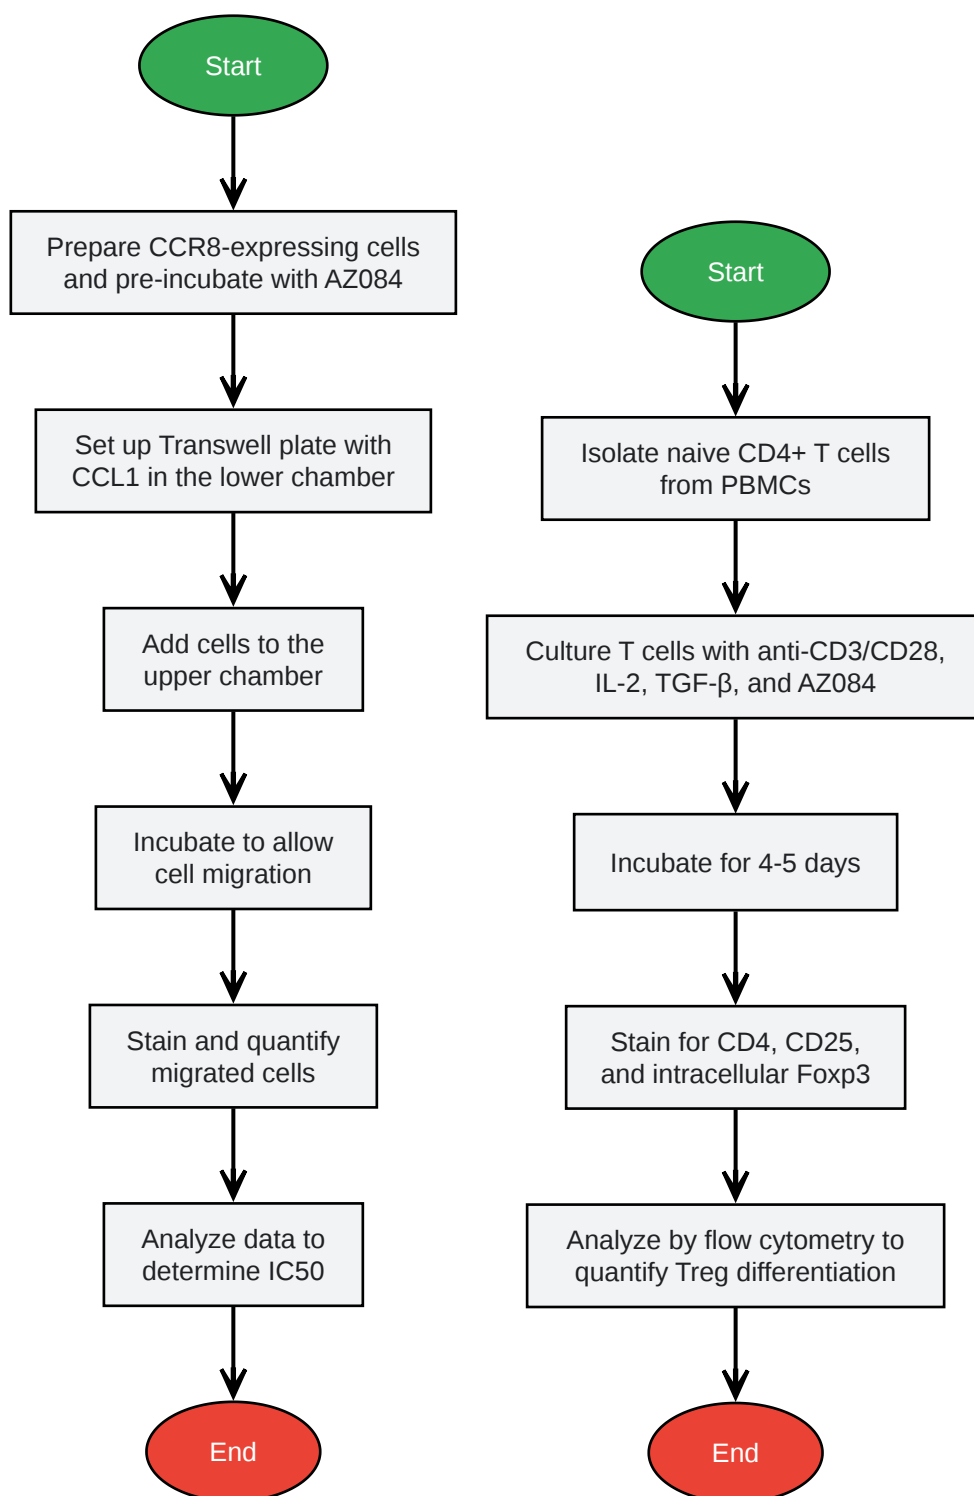 Start
Prepare CCR8-expressing cells
and pre-incubate with AZ084
Set up Transwell plate with
CCL1 in the lower chamber
Add cells to the
upper chamber
Incubate to allow
cell migration
Stain and quantify
migrated cells
Analyze data to
determine IC50
End
Start
Isolate naive CD4+ T cells
from PBMCs
Culture T cells with anti-CD3/CD28,
IL-2, TGF-β, and AZ084
Incubate for 4-5 days
Stain for CD4, CD25,
and intracellular Foxp3
Analyze by flow cytometry to
quantify Treg differentiation
End